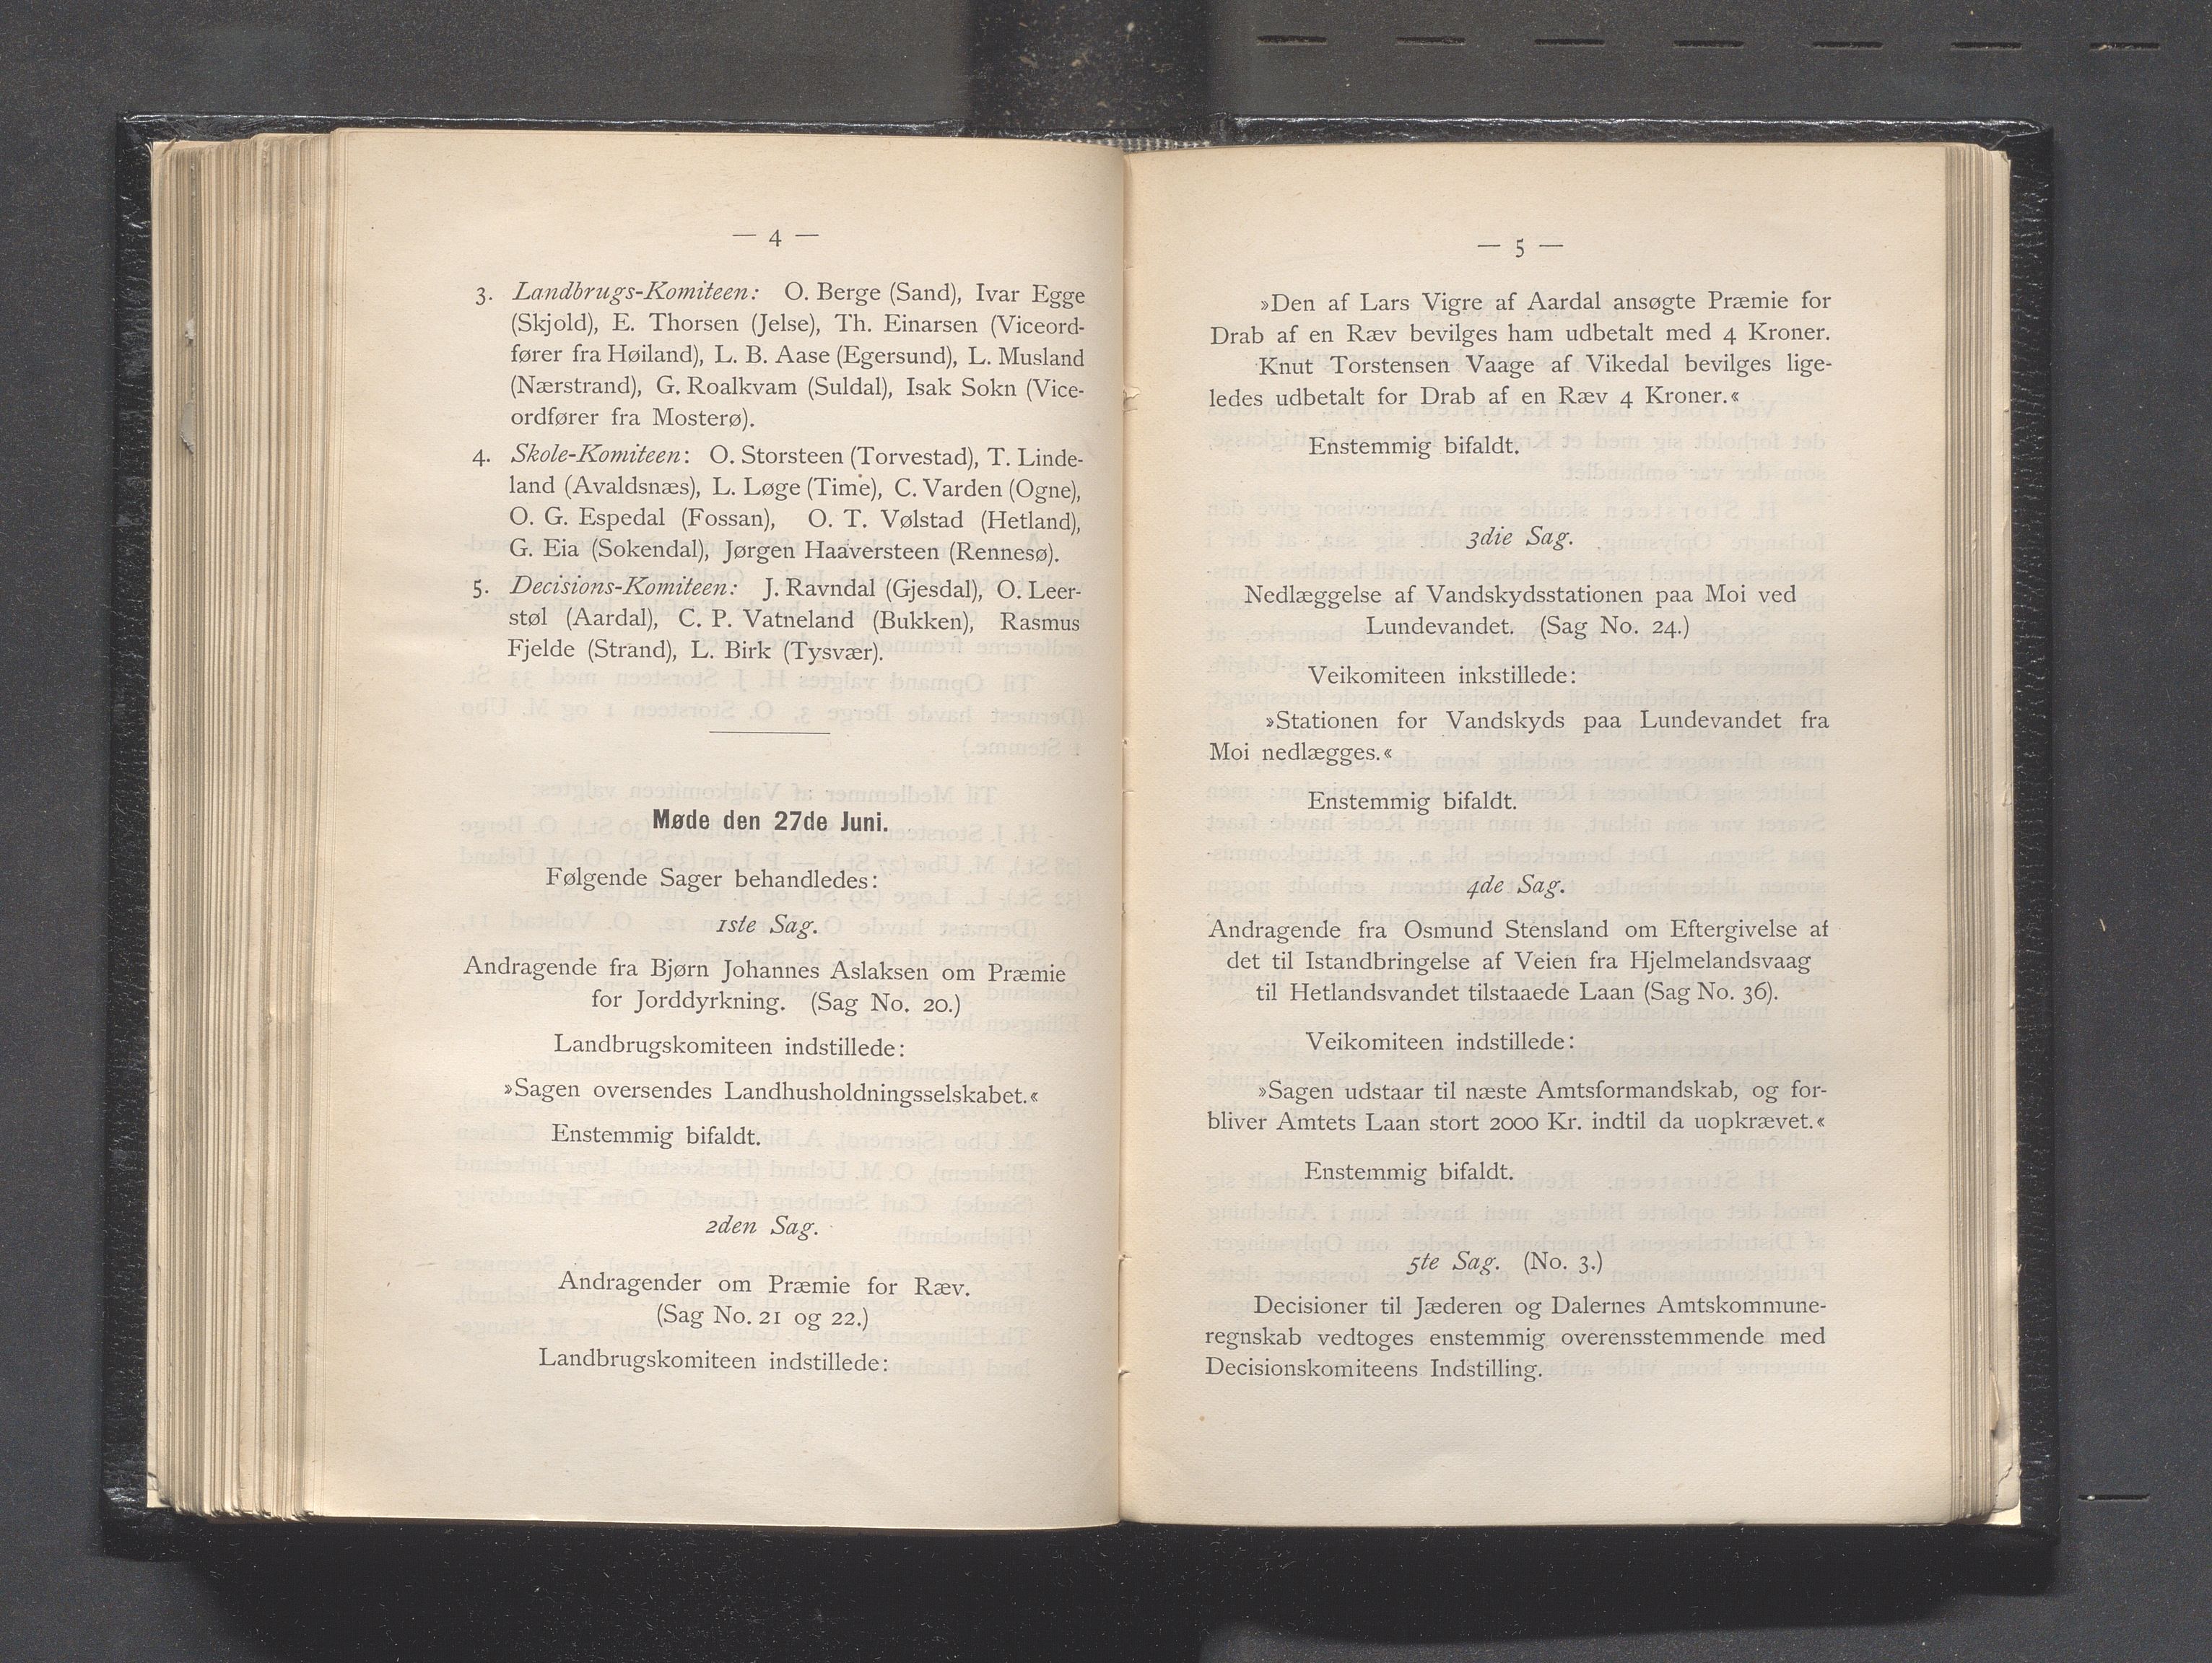 — 4 —
3. Landbrugs-Komiteen: O. Berge (Sand), Ivar Egge
(Skjold), E. Thorsen (Jelse), Th. Einarsen (Viceord-
fører fra Høiland), L. B. Aase (Egersund), L. Musland
(Nærstrand), G. Roalkvam (Suldal), Isak Sokn (Vice-
ordfører fra Mosterø).
4. Skole-Komiteen: O. Storsteen (Torvestad), T. Linde-
land (Avaldsnæs), L. Løge (Time), C. Varden (Ogne),
O. G. Espedal (Fossan), O. T. Vølstad (Hetland),
G. Eia (Sokendal), Jørgen Haaversteen (Rennesø).
5. Decisions-Komiteen: J. Ravndal (Gjesdal), O. Leer-
støl (Aardal), C. P. Vatneland (Bukken), Rasmus
Fjelde (Strand), L. Birk (Tysvær).
Møde den 27de Juni.
Følgende Sager behandledes:
1ste Sag.
Andragende fra Bjørn Johannes Aslaksen om Præmie
for Jorddyrkning. (Sag No. 20.)
Landbrugskomiteen indstillede:
»Sagen oversendes Landhusholdningsselskabet.«
Enstemmig bifaldt.
2den Sag.
Andragender om Præmie for Ræv.
(Sag No. 21 og 22.)
Landbrugskomiteen indstillede:
— 5 —
»Den af Lars Vigre af Aardal ansøgte Præmie for
Drab af en Ræv bevilges ham udbetalt med 4 Kroner.
Knut Torstensen Vaage af Vikedal bevilges lige-
ledes udbetalt for Drab af en Ræv 4 Kroner.«
Enstemmig bifaldt.
3die Sag.
Nedlæggelse af Vandskydsstationen paa Moi ved
Lundevandet. (Sag No. 24.)
Veikomiteen inkstillede:
»Stationen for Vandskyds paa Lundevandet fra
Moi nedlægges.«
Enstemmig bifaldt.
4de Sag.
Andragende fra Osmund Stensland om Eftergivelse af
det til Istandbringelse af Veien fra Hjelmelandsvaag
til Hetlandsvandet tilstaaede Laan (Sag No. 36).
Veikomiteen indstillede:
»Sagen udstaar til næste Amtsformandskab, og for-
bliver Amtets Laan stort 2000 Kr. indtil da uopkrævet.«
Enstemmig bifaldt.
5te Sag. (No. 3.)
Decisioner til Jæderen og Dalernes Amtskommune-
regnskab vedtoges enstemmig overensstemmende med
Decisionskomiteens Indstilling.